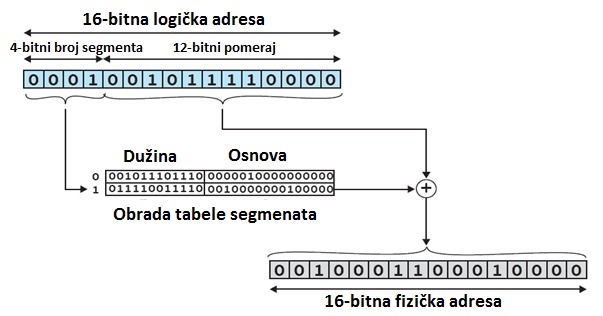 16-bitna logička adresa
4-bitni broj segmenta 12-bitni pomeraj
0 0 0 1 0 0 1 0 1 1 1 1 0 0 0 0
Dužina Osnova
0 001011101110 0000010000000000
1 011110011110 0010000000100000
+
Obrada tabele segmenata
0 0 1 0 0 0 1 1 0 0 0 1 0 0 0 0
16-bitna fizička adresa